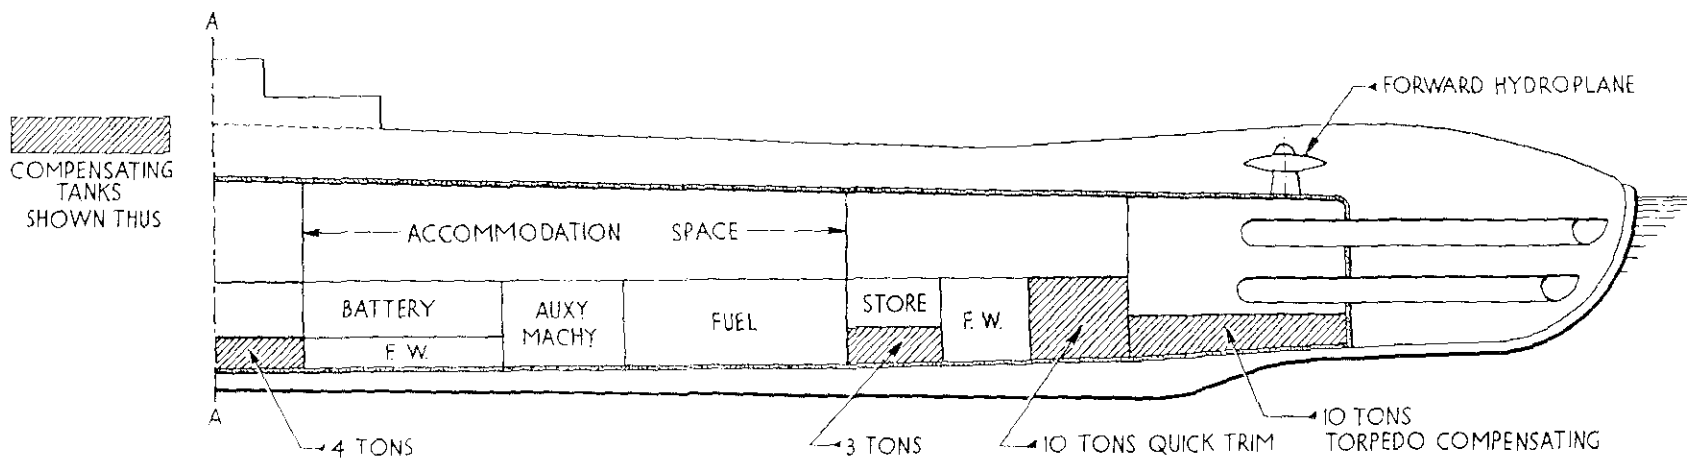 A
FORWARD HYDROPLANE
COMPENSATING
TANKS
SHOWN THUS
ACCOMMODATION SPACE
BATTERY
F. W.
AUXY
MACHY
FUEL
STORE
F. W.
A
4 TONS
3 TONS
10 TONS QUICK TRIM
10 TONS
TORPEDO COMPENSATING